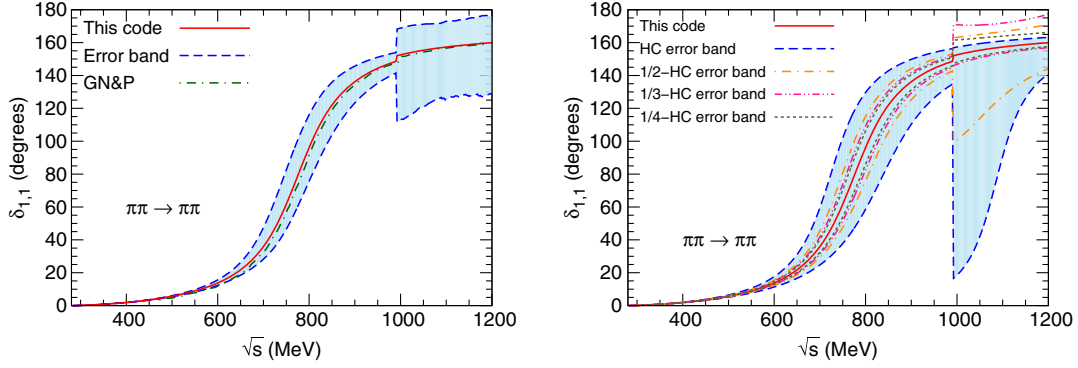 This code
Error band
GN&P
ππ → ππ
δ1,1 (degrees)
180
160
140
120
100
80
60
40
20
0
400
600
800
1000
1200
√s (MeV)
This code
HC error band
1/2−HC error band
1/3−HC error band
1/4−HC error band
ππ → ππ
δ1,1 (degrees)
180
160
140
120
100
80
60
40
20
0
400
600
800
1000
1200
√s (MeV)